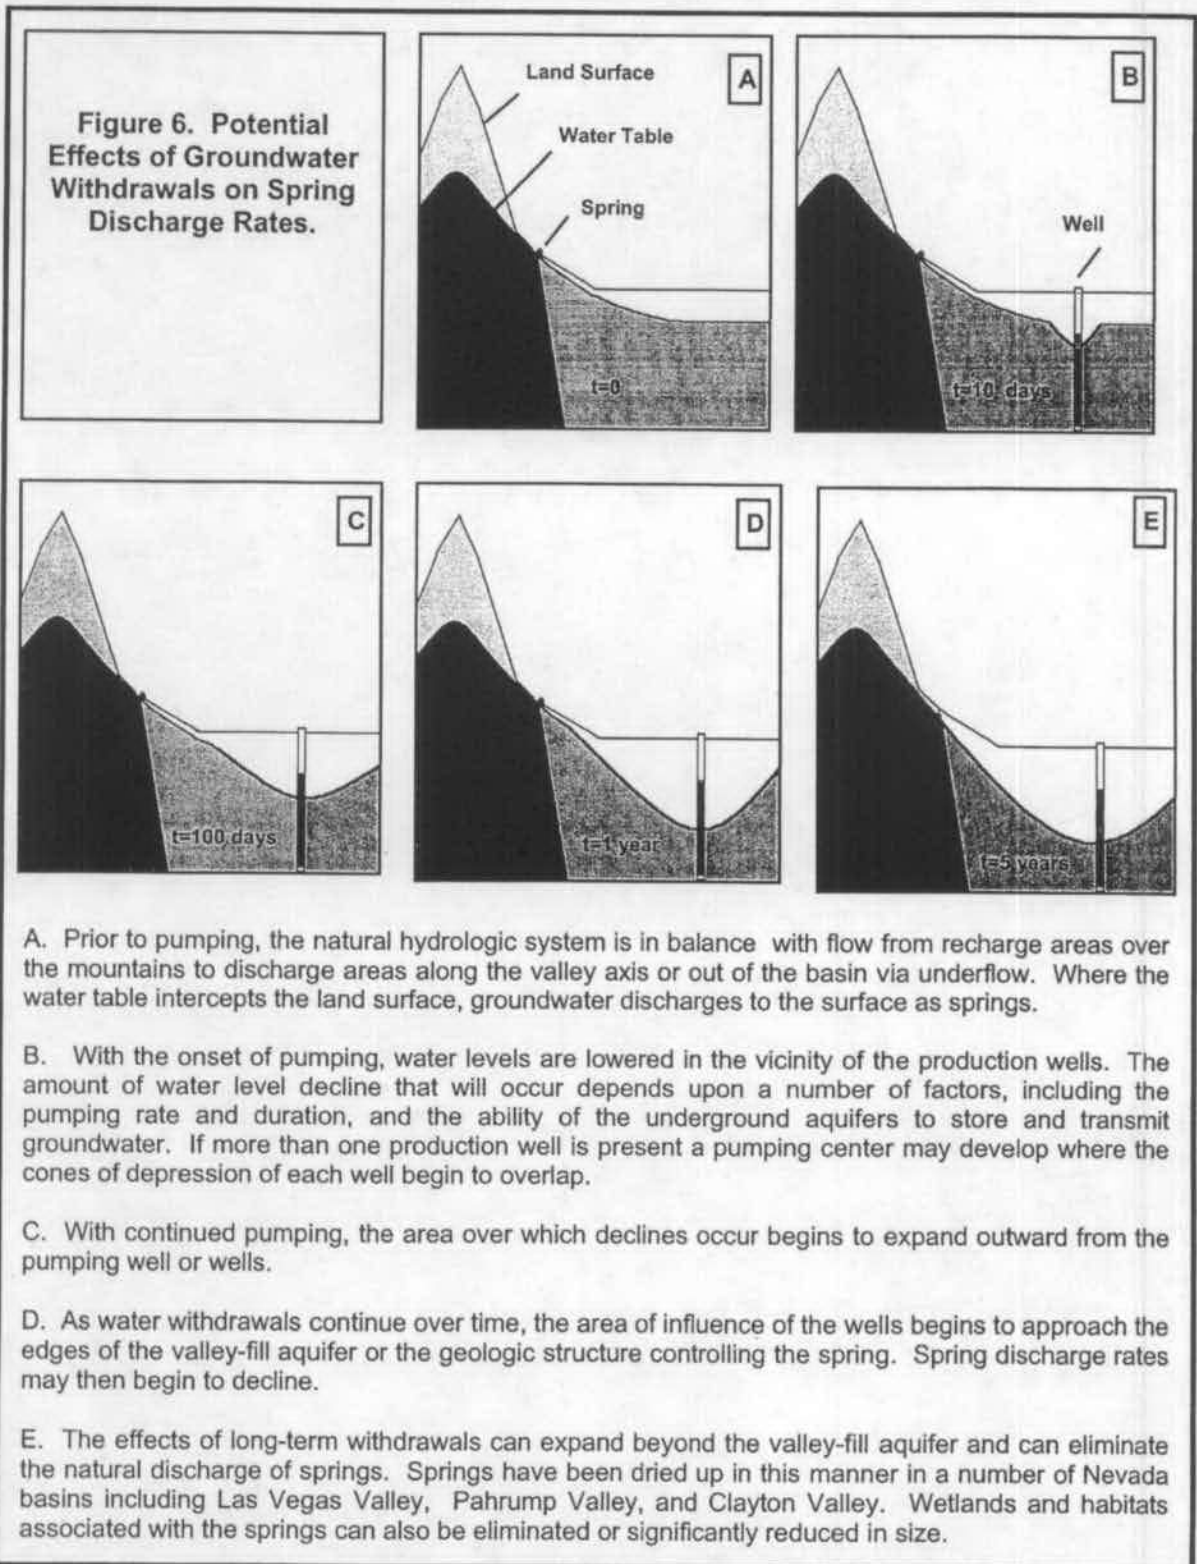 Figure 6. Potential
Effects of Groundwater
Withdrawals on Spring
Discharge Rates.
Land Surface
Water Table
Spring
A
t=0
B
Well
t=10 days
C
t=100 days
D
t=1 year
E
t=5 years
A. Prior to pumping, the natural hydrologic system is in balance with flow from recharge areas over
the mountains to discharge areas along the valley axis or out of the basin via underflow. Where the
water table intercepts the land surface, groundwater discharges to the surface as springs.
B. With the onset of pumping, water levels are lowered in the vicinity of the production wells. The
amount of water level decline that will occur depends upon a number of factors, including the
pumping rate and duration, and the ability of the underground aquifers to store and transmit
groundwater. If more than one production well is present a pumping center may develop where the
cones of depression of each well begin to overlap.
C. With continued pumping, the area over which declines occur begins to expand outward from the
pumping well or wells.
D. As water withdrawals continue over time, the area of influence of the wells begins to approach the
edges of the valley-fill aquifer or the geologic structure controlling the spring. Spring discharge rates
may then begin to decline.
E. The effects of long-term withdrawals can expand beyond the valley-fill aquifer and can eliminate
the natural discharge of springs. Springs have been dried up in this manner in a number of Nevada
basins including Las Vegas Valley, Pahrump Valley, and Clayton Valley. Wetlands and habitats
associated with the springs can also be eliminated or significantly reduced in size.